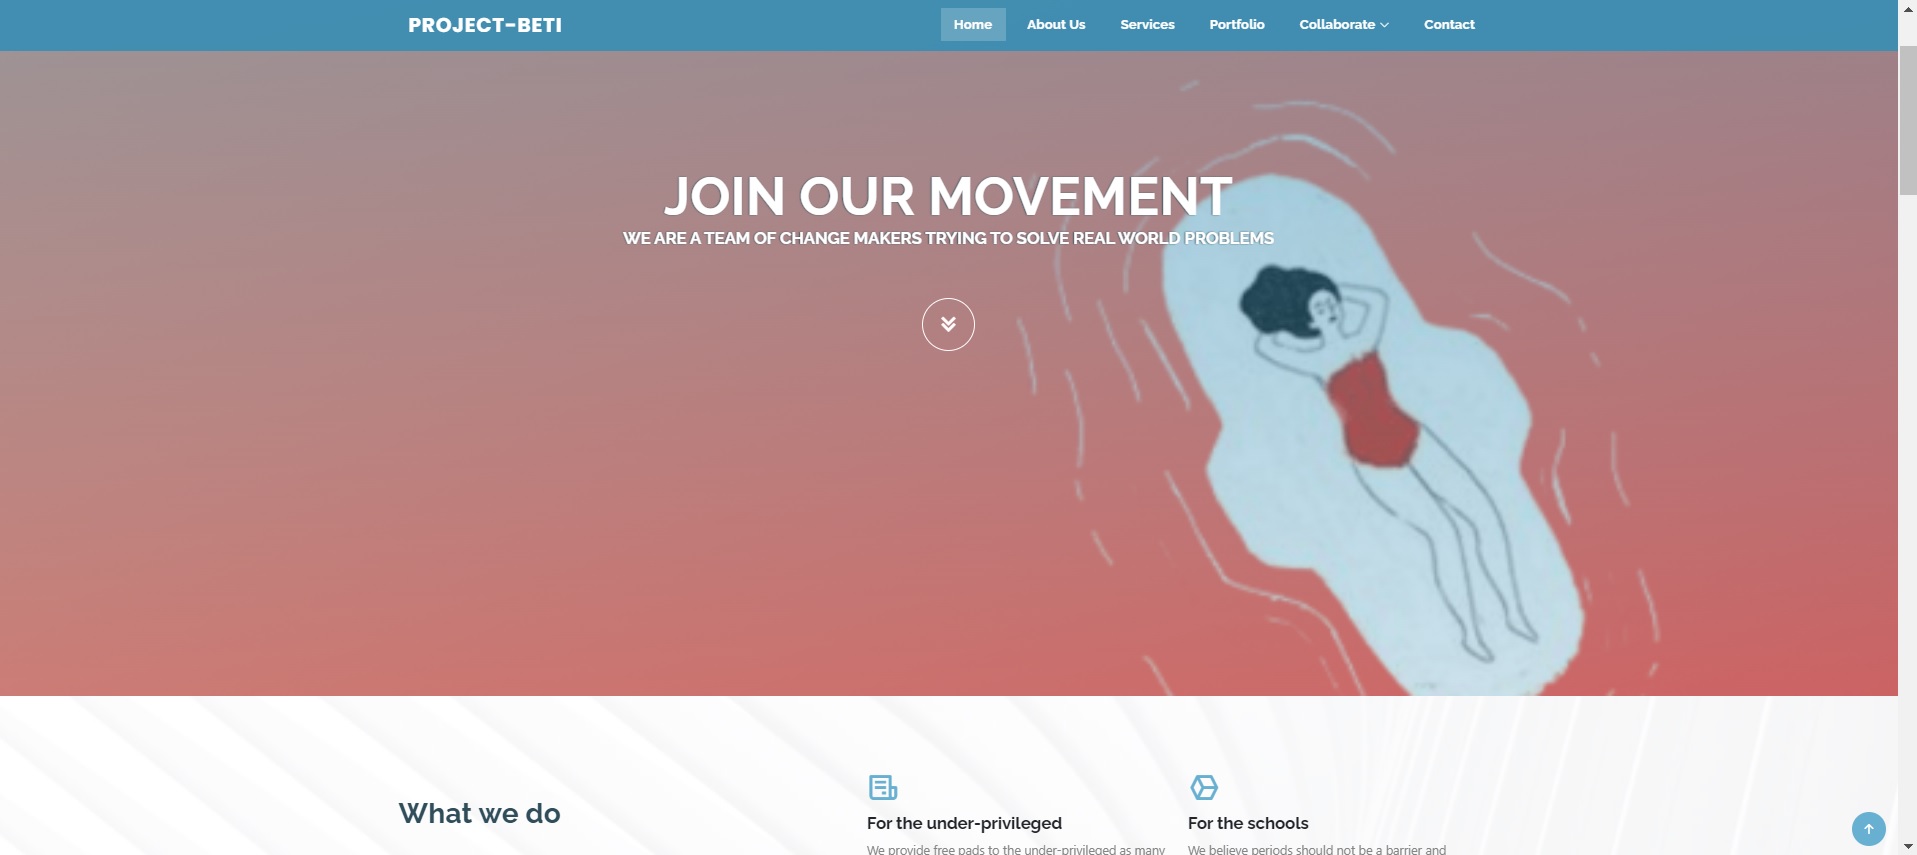 PROJECT-BETI
Home About Us Services Portfolio Collaborate Contact
JOIN OUR MOVEMENT
WE ARE A TEAM OF CHANGE MAKERS TRYING TO SOLVE REAL WORLD PROBLEMS
What we do
For the under-privileged
We provide free pads to the under-privileged as many
For the schools
We believe periods should not be a barrier and